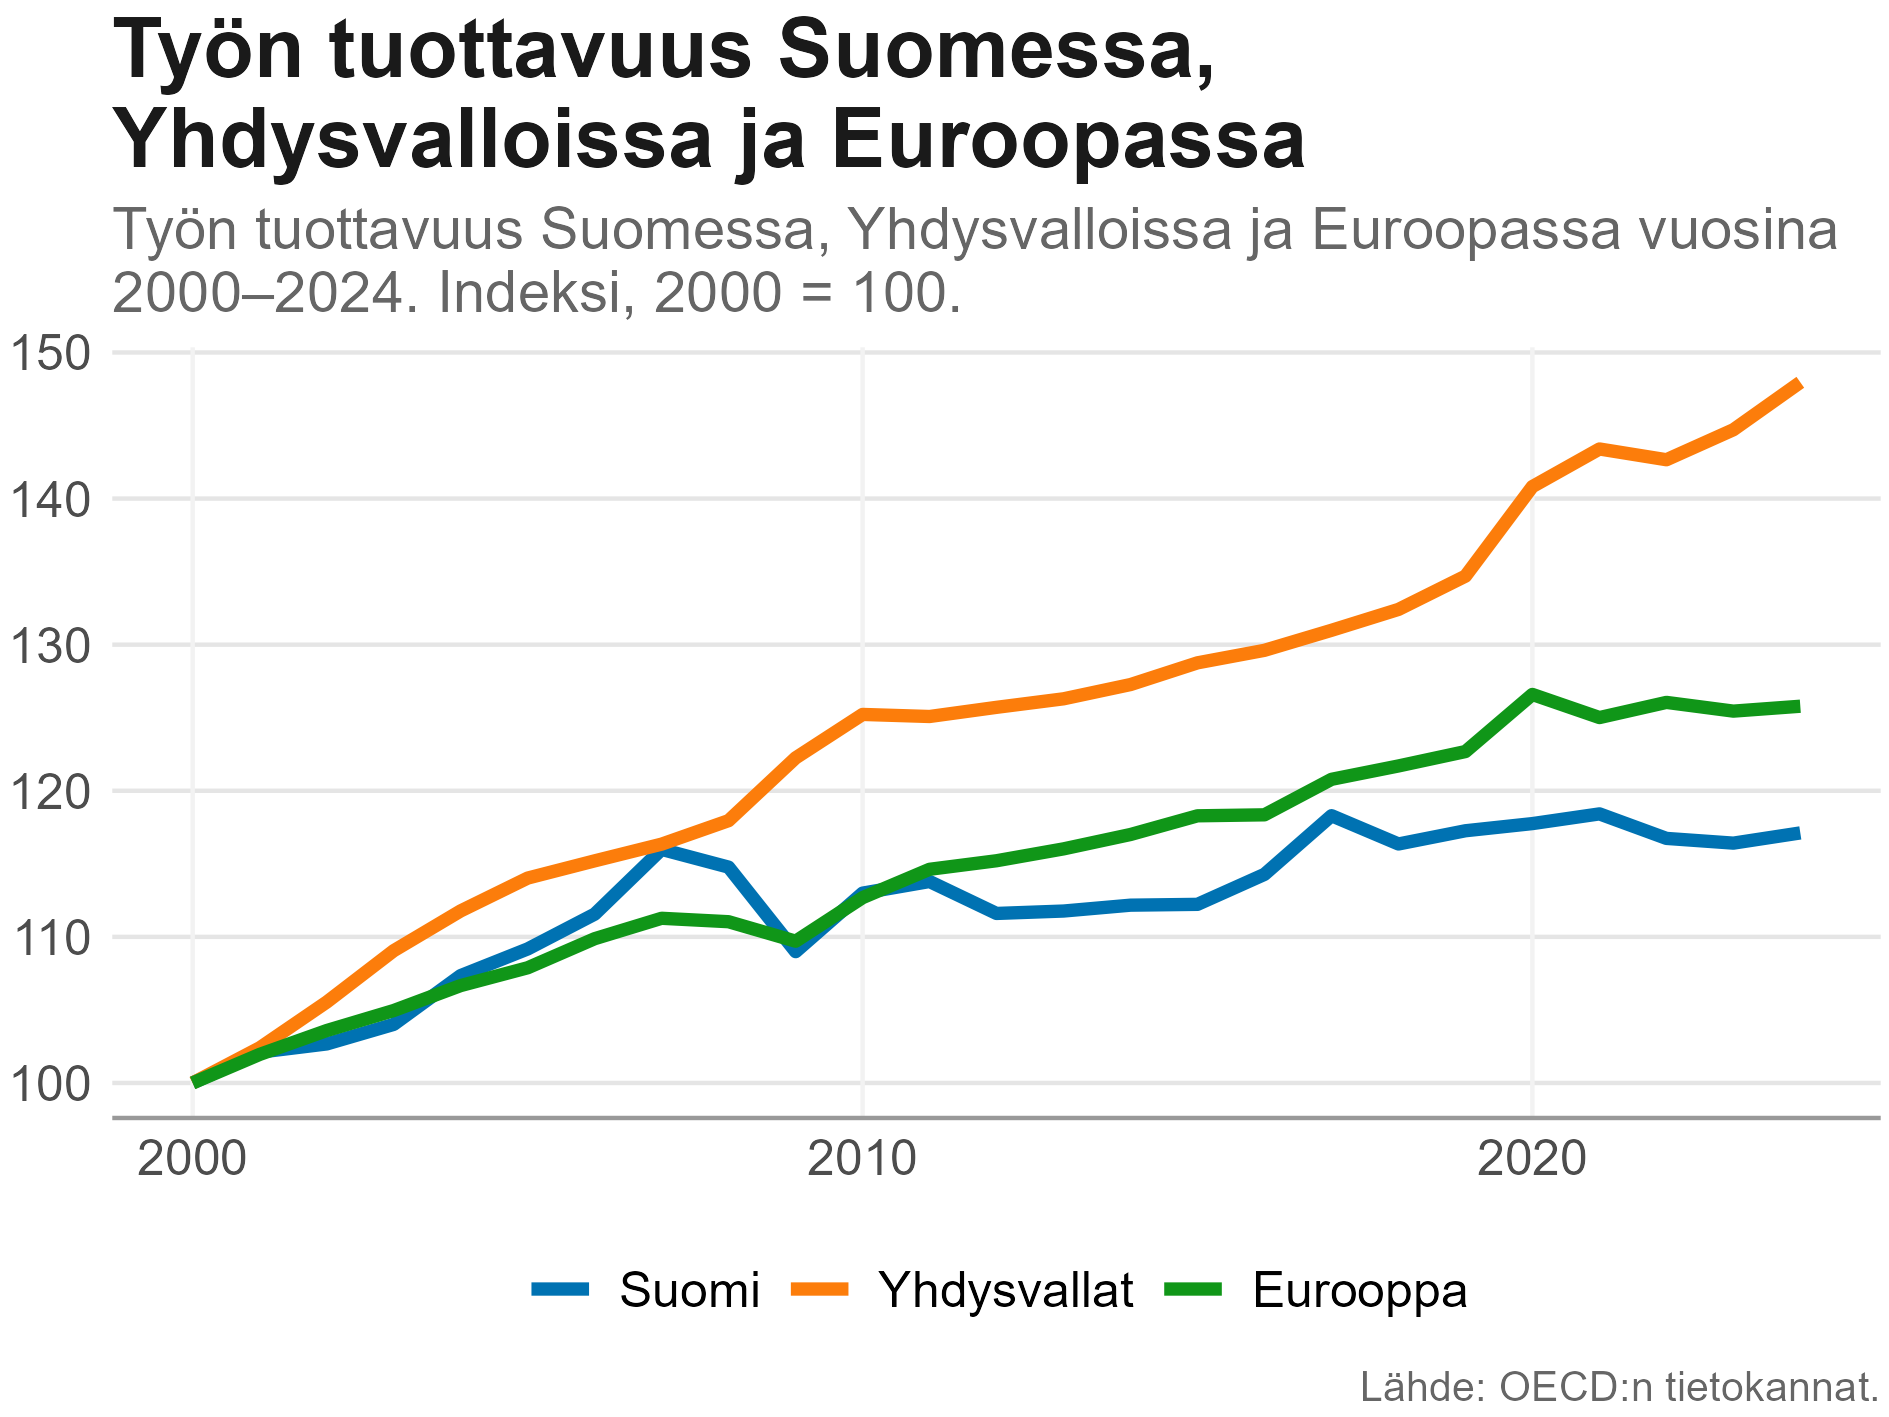 Työn tuottavuus Suomessa,
Yhdysvalloissa ja Euroopassa
Työn tuottavuus Suomessa, Yhdysvalloissa ja Euroopassa vuosina
2000–2024. Indeksi, 2000 = 100.
150
140
130
120
110
100
2000 2010 2020
Suomi Yhdysvallat Eurooppa
Lähde: OECD:n tietokannat.